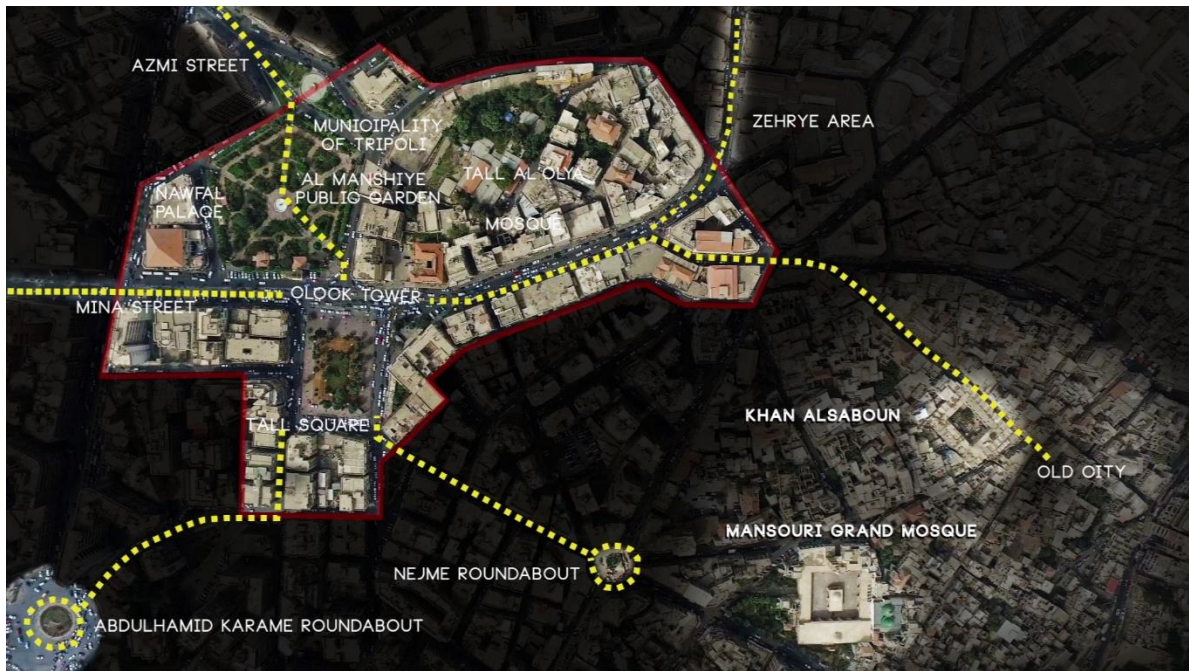 AZMI STREET
MUNICIPALITY
OF TRIPOLI
ZEHRYE AREA
NAWFAL
PALACE
AL MANSHIYE
PUBLIC GARDEN
TALL AL OLYA
MOSQUE
MINA STREET
CLOCK TOWER
TALL SQUARE
KHAN ALSABOUN
OLD CITY
MANSOURI GRAND MOSQUE
NEJME ROUNDABOUT
ABDULHAMID KARAME ROUNDABOUT